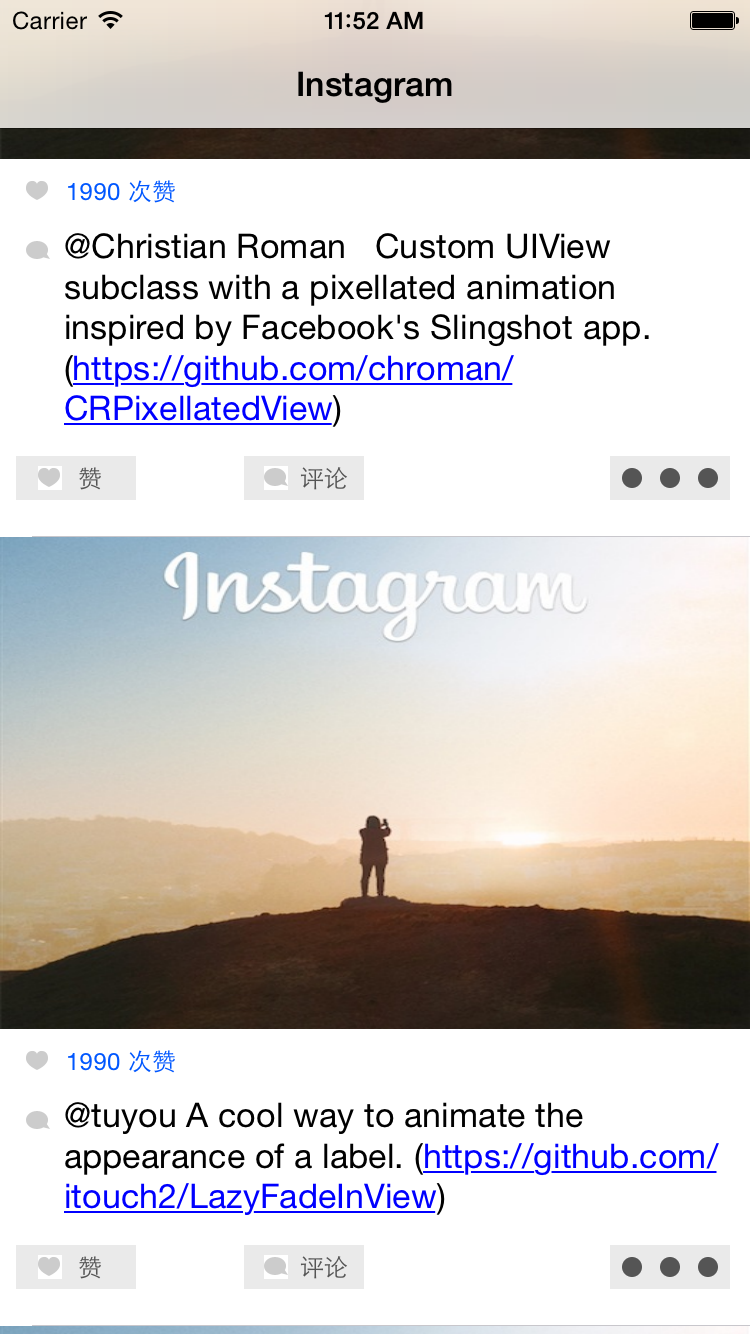 Carrier 11:52 AM
Instagram
1990 次赞
@Christian Roman   Custom UIView
subclass with a pixellated animation
inspired by Facebook's Slingshot app.
(https://github.com/chroman/
CRPixellatedView)
赞 评论
Instagram
1990 次赞
@tuyou A cool way to animate the
appearance of a label. (https://github.com/
itouch2/LazyFadeInView)
赞 评论